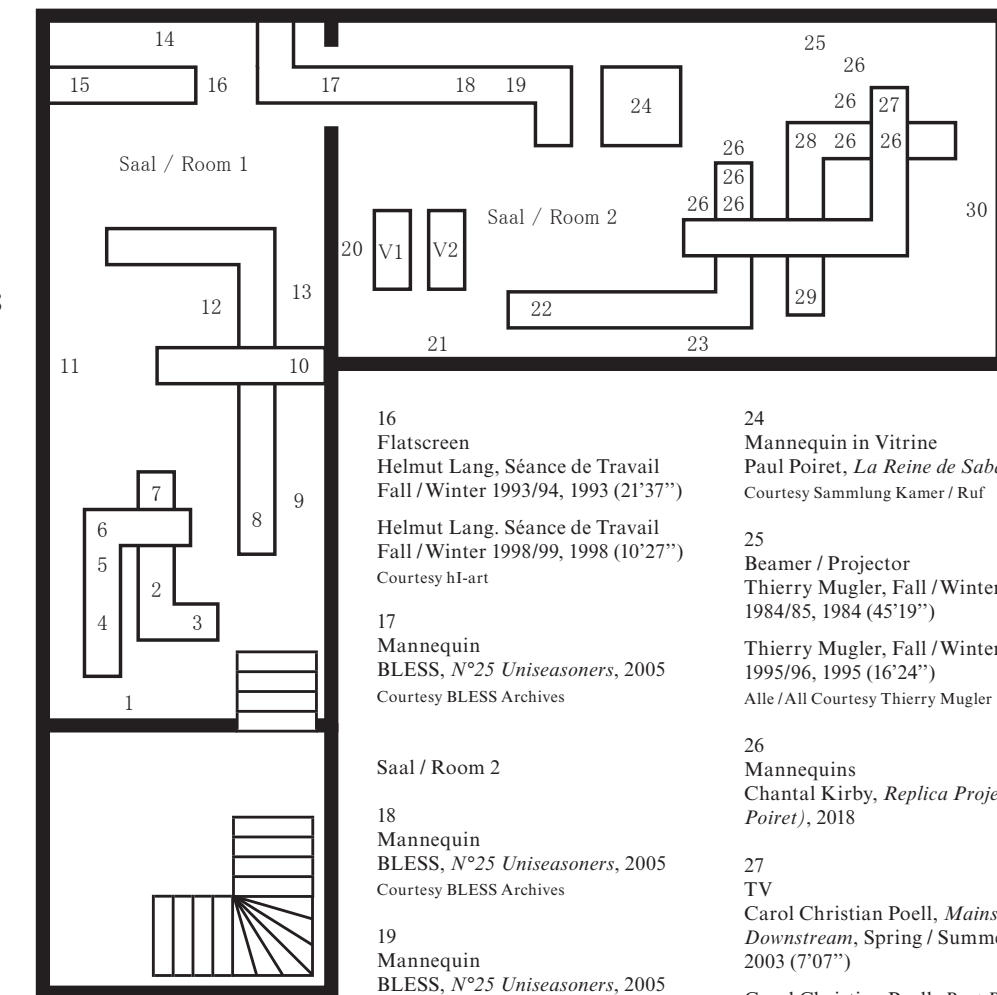 14
25
15
16
17
18
19
24
26
26
27
28
26
26
Saal / Room 1
26
26
26
26
Saal / Room 2
30
20
V1
V2
13
12
29
22
21
23
11
10
7
6
8
9
5
2
4
3
1
16
Flatscreen
Helmut Lang, Séance de Travail
Fall / Winter 1993/94, 1993 (21’37’’)
Helmut Lang. Séance de Travail
Fall / Winter 1998/99, 1998 (10’27’’)
Courtesy hl-art
17
Mannequin
BLESS, N°25 Uniseasoners, 2005
Courtesy BLESS Archives
Saal / Room 2
18
Mannequin
BLESS, N°25 Uniseasoners, 2005
Courtesy BLESS Archives
19
Mannequin
BLESS, N°25 Uniseasoners, 2005
24
Mannequin in Vitrine
Paul Poiret, La Reine de Saba
Courtesy Sammlung Kamer / Ruf
25
Beamer / Projector
Thierry Mugler, Fall / Winter
1984/85, 1984 (45’19’’)
Thierry Mugler, Fall / Winter
1995/96, 1995 (16’24’’)
Alle / All Courtesy Thierry Mugler
26
Mannequins
Chantal Kirby, Replica Proje
Poiret), 2018
27
TV
Carol Christian Poell, Mains
Downstream, Spring / Summe
2003 (7’07’’)
Carol Christian Poell,